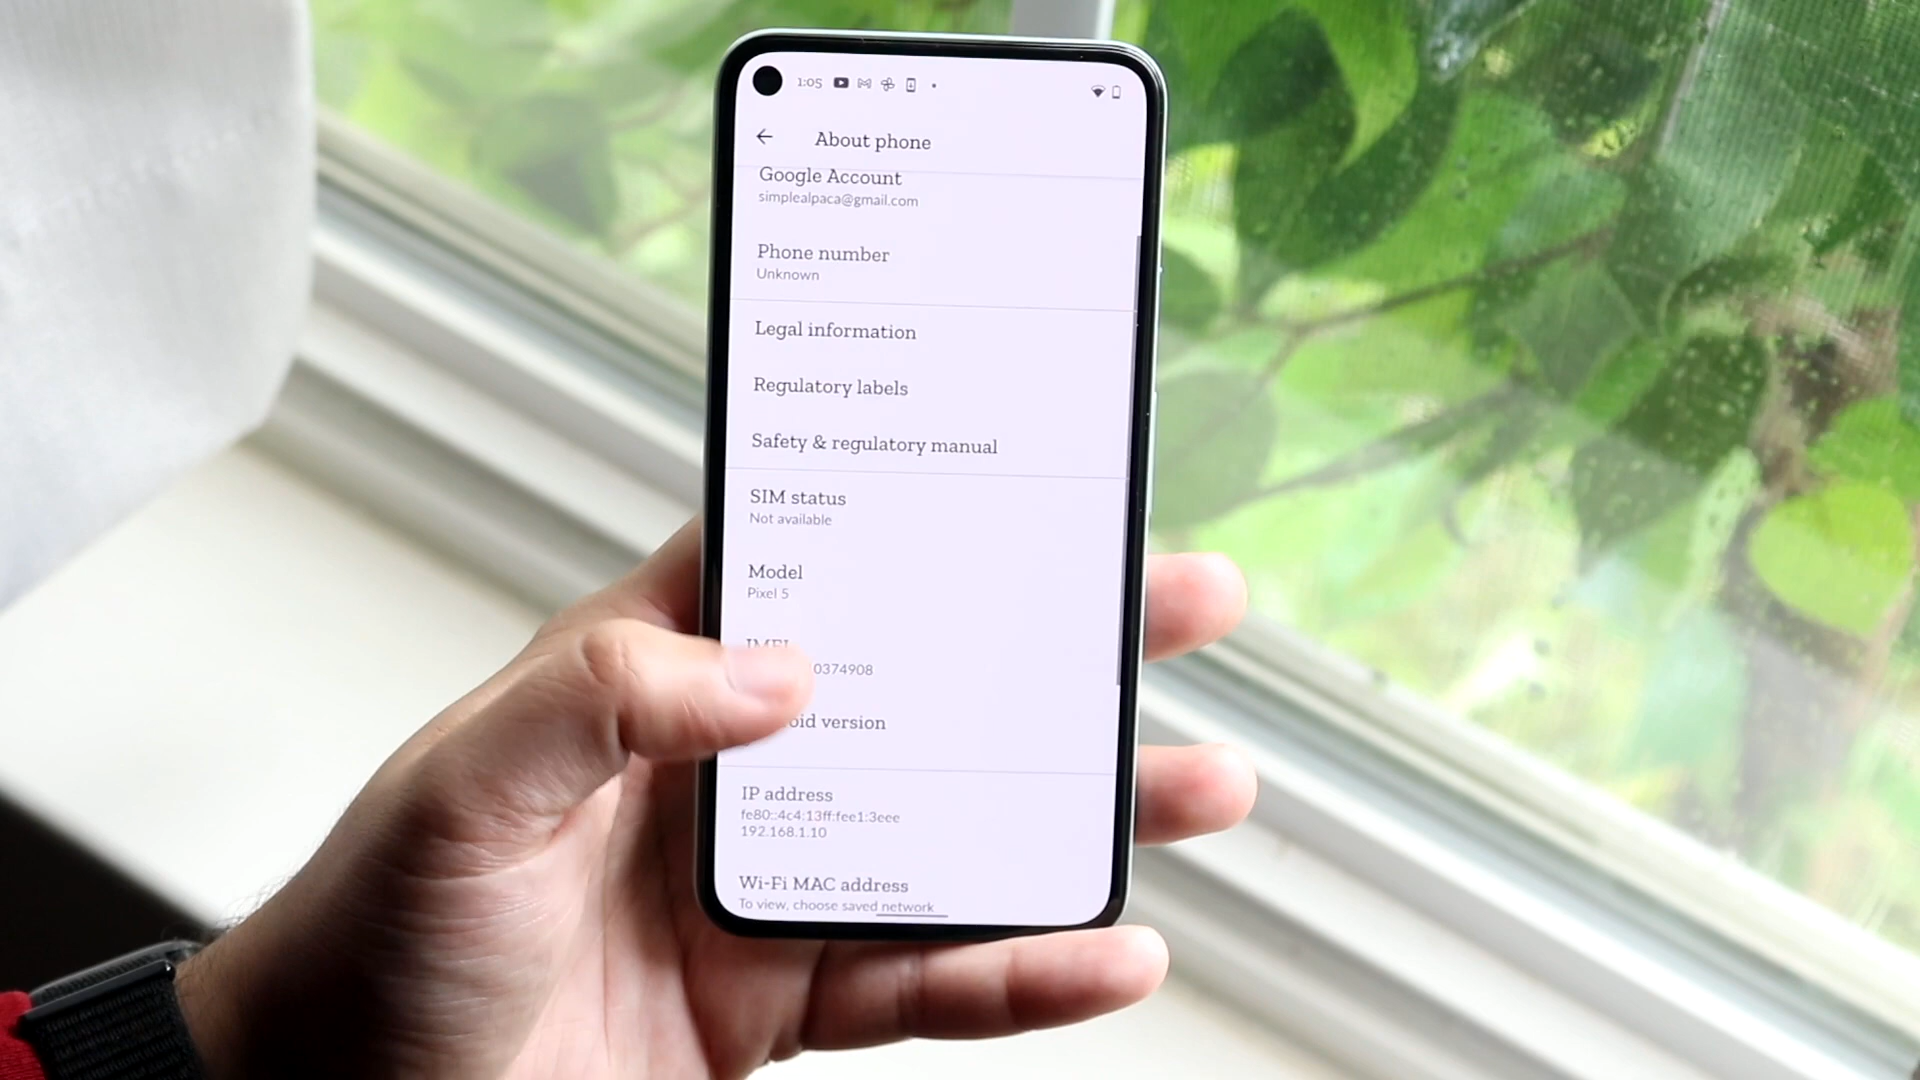 1:05
About phone
Google Account
simplealpaca@gmail.com
Phone number
Unknown
Legal information
Regulatory labels
Safety & regulatory manual
SIM status
Not available
Model
Pixel 5
IMEI
0374908
oid version
IP address
fe80::4c4:13ff:fee1:3eee
192.168.1.10
Wi-Fi MAC address
To view, choose saved network